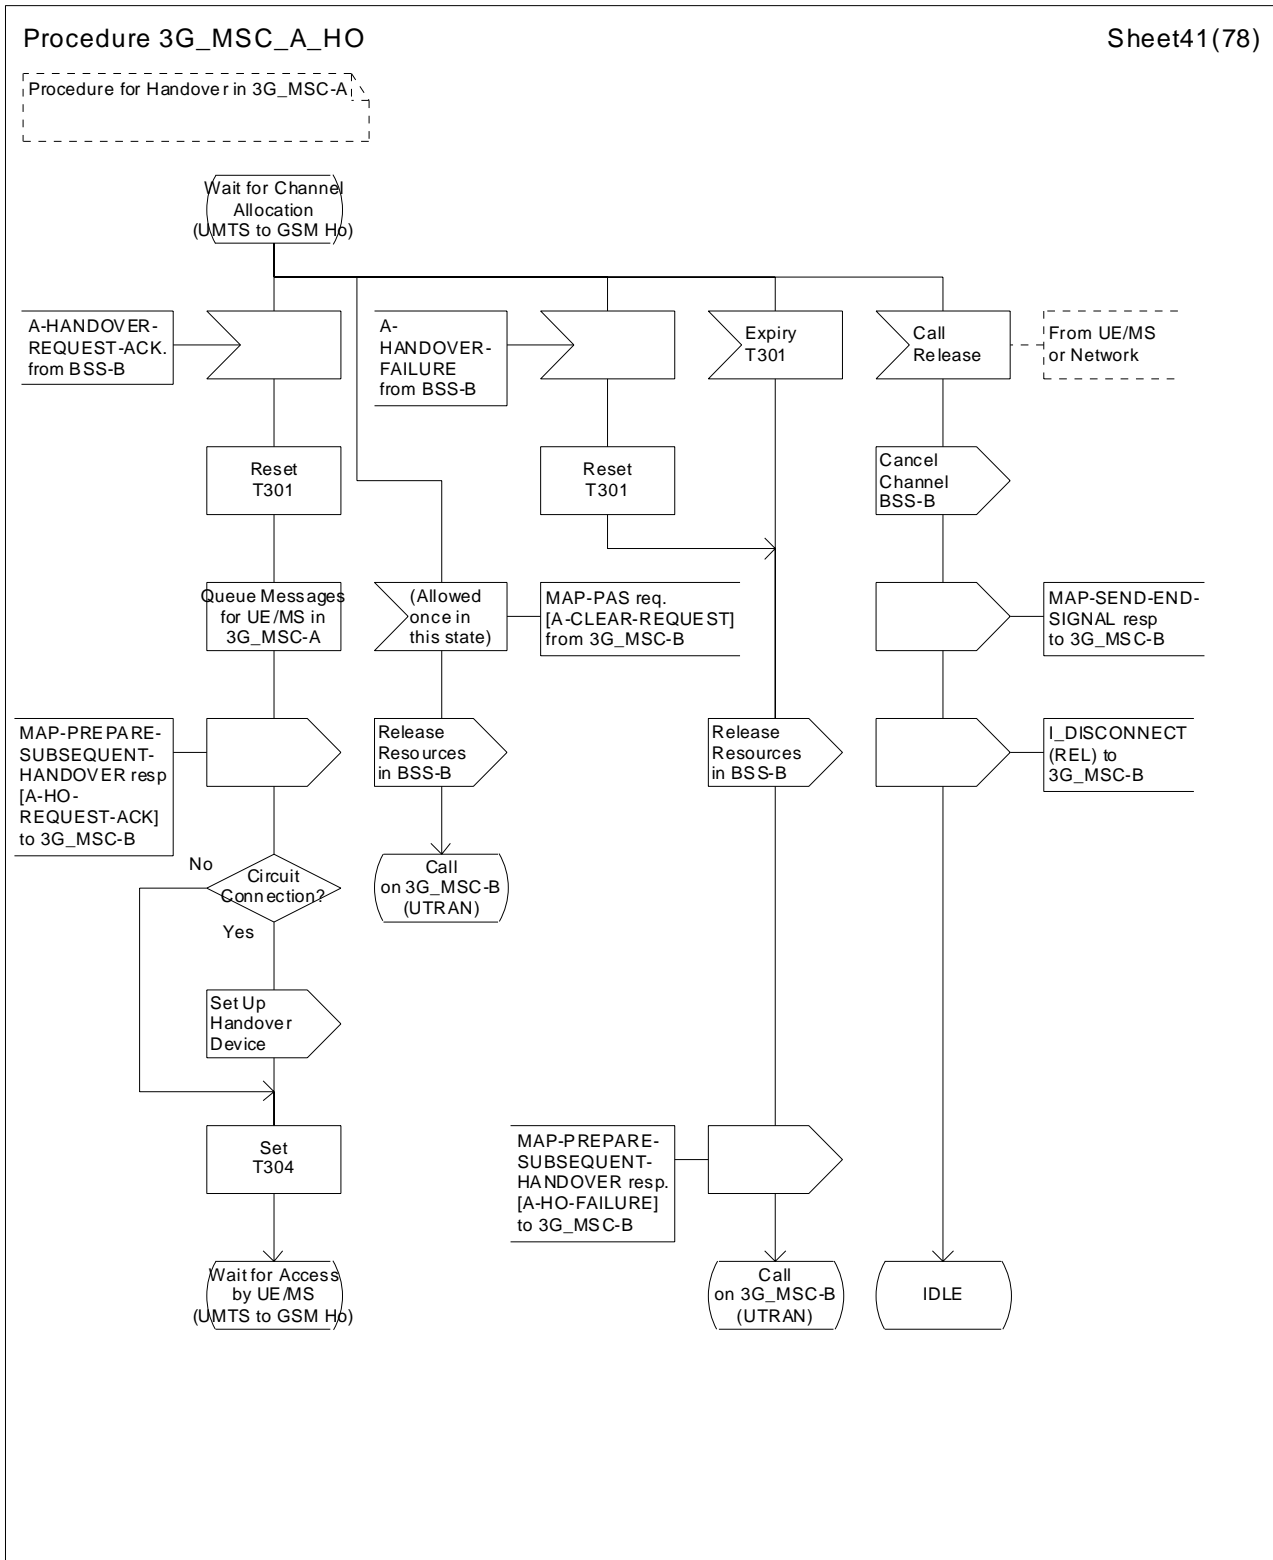 Procedure 3G_MSC_A_HO
Sheet41(78)
Procedure for Handover in 3G_MSC-A
Wait for Channel
Allocation
(UMTS to GSM Ho)
A-HANDOVER-
REQUEST-ACK.
from BSS-B
A-
HANDOVER-
FAILURE
from BSS-B
Expiry
T301
Call
Release
From UE/MS
or Network
Reset
T301
Reset
T301
Cancel
Channel
BSS-B
Queue Messages
for UE/MS in
3G_MSC-A
(Allowed
once in
this state)
MAP-PAS req.
[A-CLEAR-REQUEST]
from 3G_MSC-B
MAP-SEND-END-
SIGNAL resp
to 3G_MSC-B
MAP-PREPARE-
SUBSEQUENT-
HANDOVER resp
[A-HO-
REQUEST-ACK]
to 3G_MSC-B
Release
Resources
in BSS-B
Release
Resources
in BSS-B
I_DISCONNECT
(REL) to
3G_MSC-B
No
Circuit
Connection?
Yes
Call
on 3G_MSC-B
(UTRAN)
Set Up
Handover
Device
Set
T304
MAP-PREPARE-
SUBSEQUENT-
HANDOVER resp.
[A-HO-FAILURE]
to 3G_MSC-B
Wait for Access
by UE/MS
(UMTS to GSM Ho)
Call
on 3G_MSC-B
(UTRAN)
IDLE